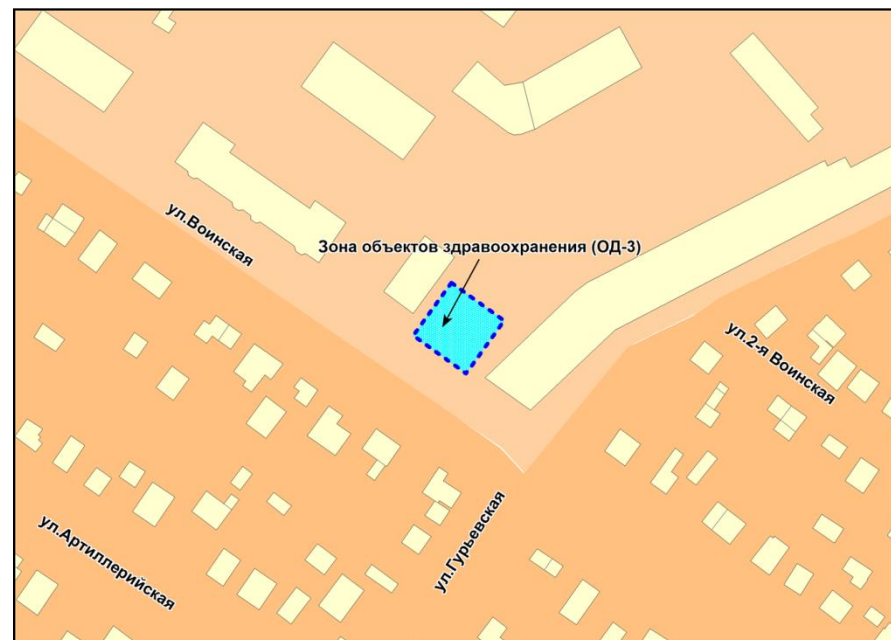 ул.Воинская
Зона объектов здравоохранения (ОД-3)
ул.2-я Воинская
ул.Гурьевская
ул.Артиллерийская